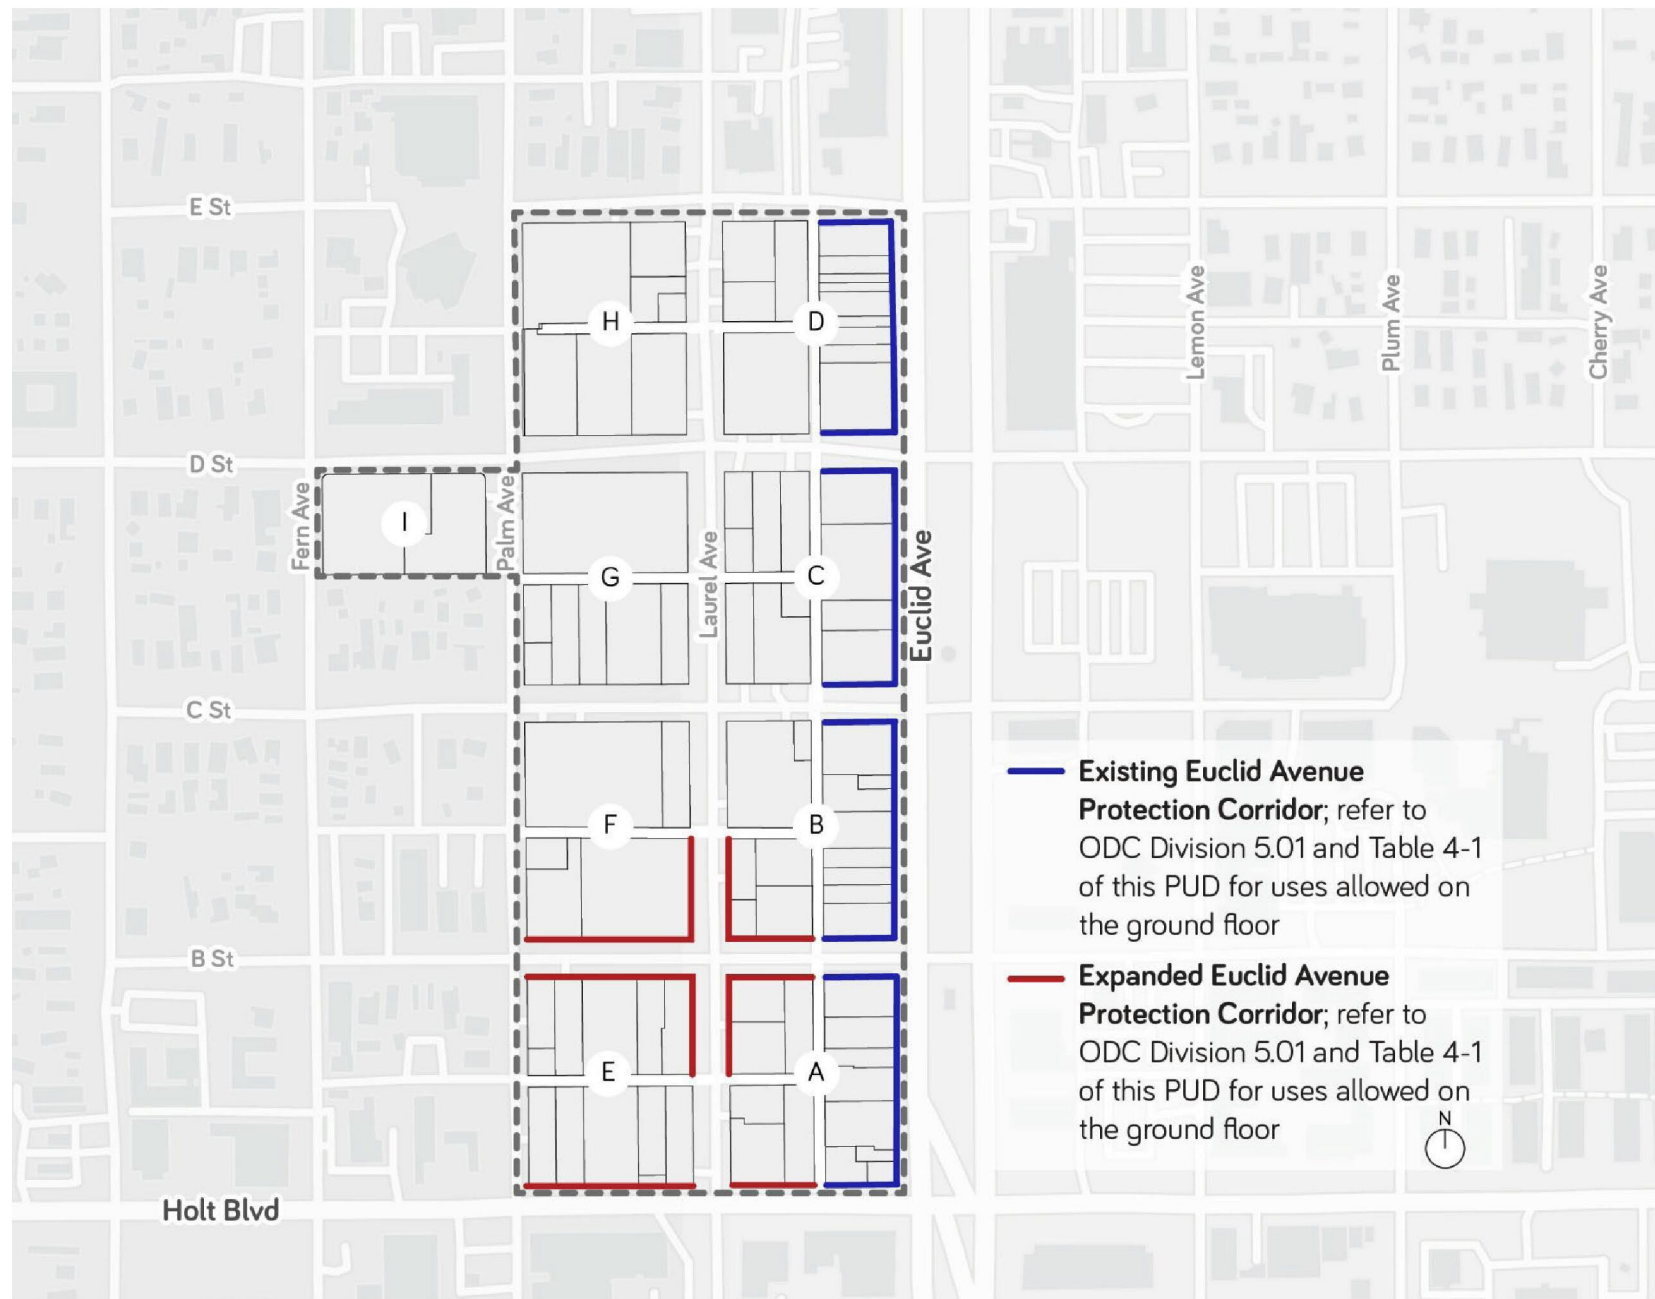 E St
H
D
Lemon Ave
Plum Ave
Cherry Ave
D St
Fern Ave
I
Palm Ave
G
Laurel Ave
C
Euclid Ave
C St
F
B
B St
E
A
Holt Blvd
Existing Euclid Avenue
Protection Corridor; refer to
ODC Division 5.01 and Table 4-1
of this PUD for uses allowed on
the ground floor
Expanded Euclid Avenue
Protection Corridor; refer to
ODC Division 5.01 and Table 4-1
of this PUD for uses allowed on
the ground floor
N